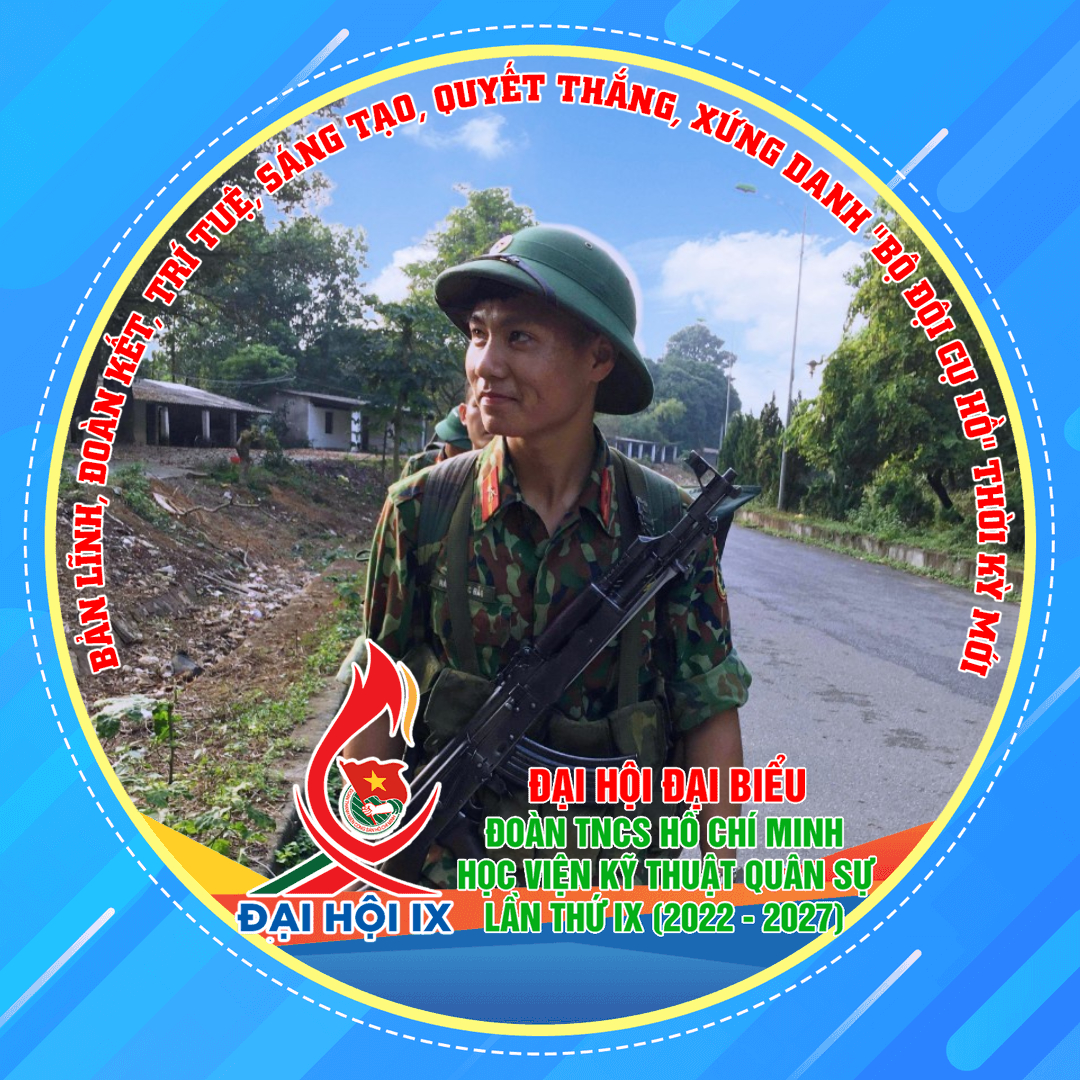 BẢN LĨNH, ĐOÀN KẾT, TRÍ TUỆ, SÁNG TẠO, QUYẾT THẮNG, XỨNG DANH "BỘ ĐỘI CỤ HỒ" THỜI KỲ MỚI
ĐẠI HỘI IX
ĐẠI HỘI ĐẠI BIỂU
ĐOÀN TNCS HỒ CHÍ MINH
HỌC VIỆN KỸ THUẬT QUÂN SỰ
LẦN THỨ IX (2022 - 2027)